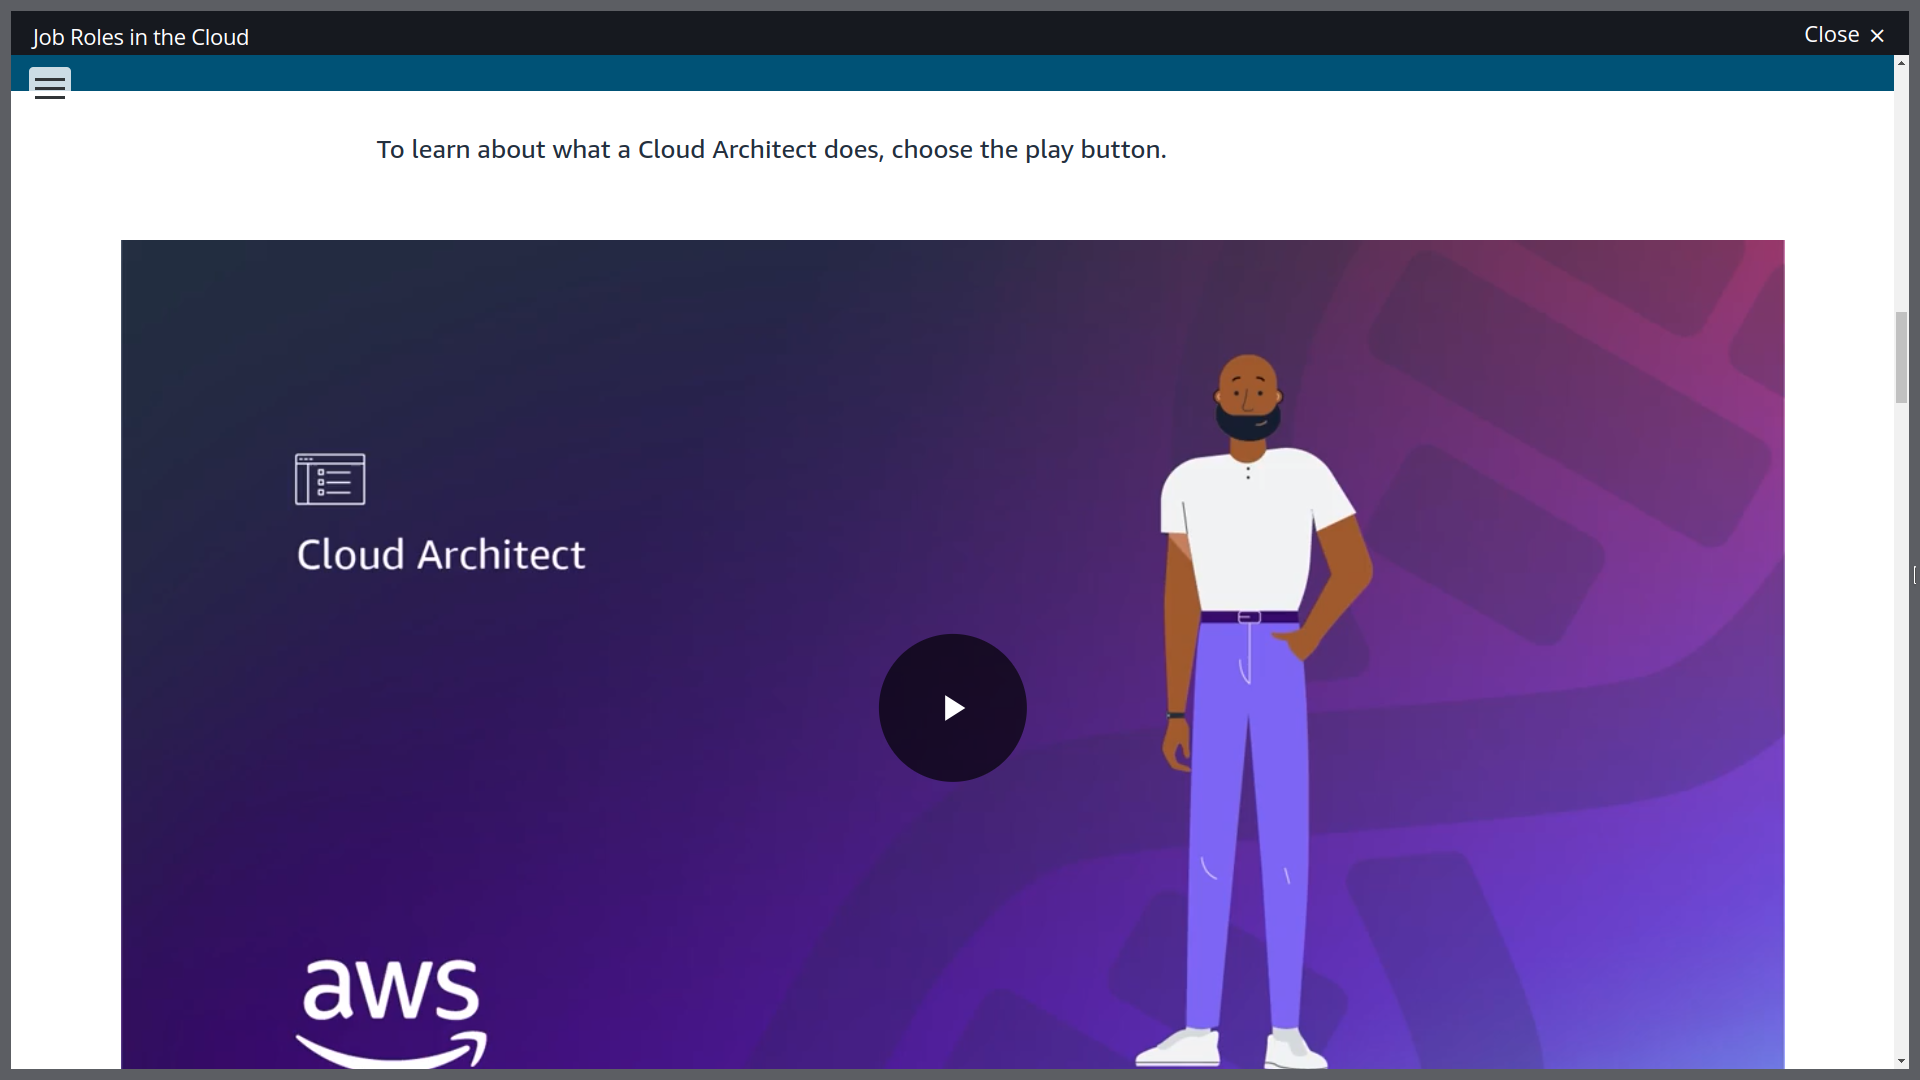 Job Roles in the Cloud
Close ×
To learn about what a Cloud Architect does, choose the play button.
Cloud Architect
aws